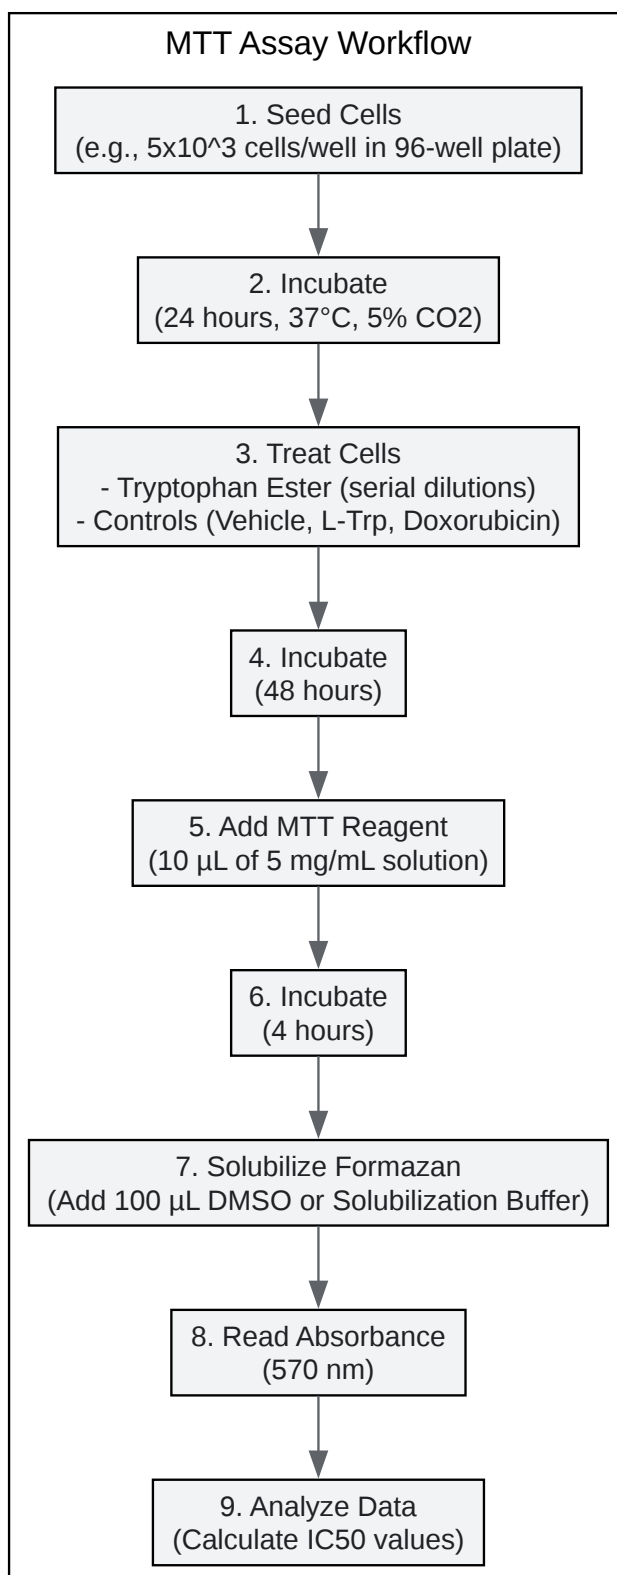 MTT Assay Workflow
1. Seed Cells
(e.g., 5x10^3 cells/well in 96-well plate)
2. Incubate
(24 hours, 37°C, 5% CO2)
3. Treat Cells
- Tryptophan Ester (serial dilutions)
- Controls (Vehicle, L-Trp, Doxorubicin)
4. Incubate
(48 hours)
5. Add MTT Reagent
(10 µL of 5 mg/mL solution)
6. Incubate
(4 hours)
7. Solubilize Formazan
(Add 100 µL DMSO or Solubilization Buffer)
8. Read Absorbance
(570 nm)
9. Analyze Data
(Calculate IC50 values)